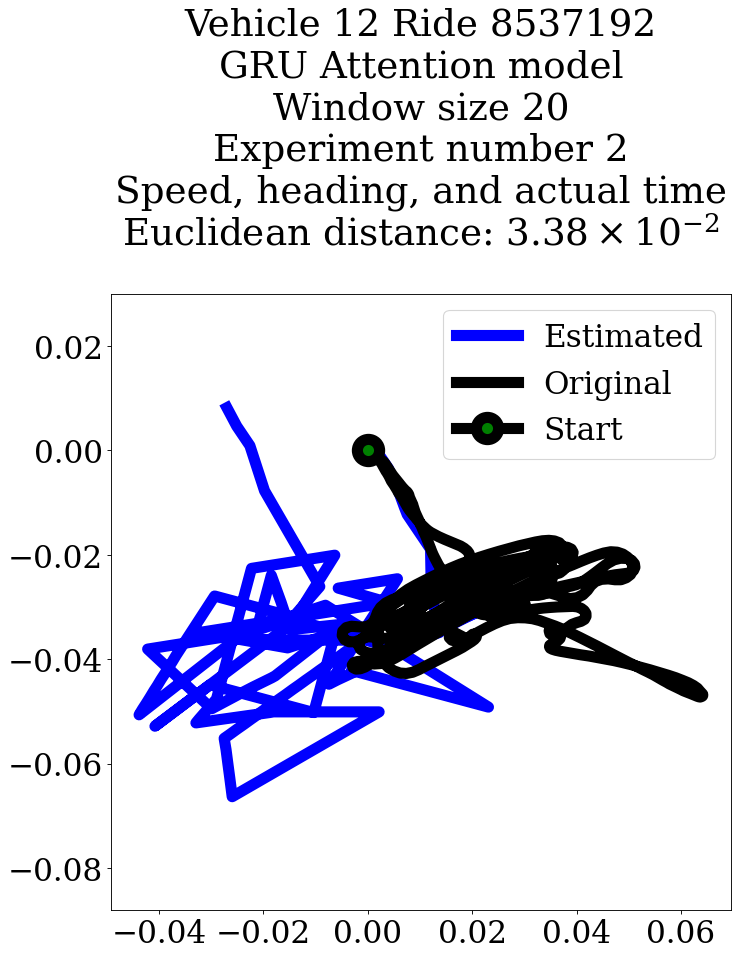 Vehicle 12 Ride 8537192
GRU Attention model
Window size 20
Experiment number 2
Speed, heading, and actual time
Euclidean distance: 3.38 × 10⁻²
Estimated
Original
Start
0.02
0.00
−0.02
−0.04
−0.06
−0.08
−0.04 −0.02 0.00 0.02 0.04 0.06